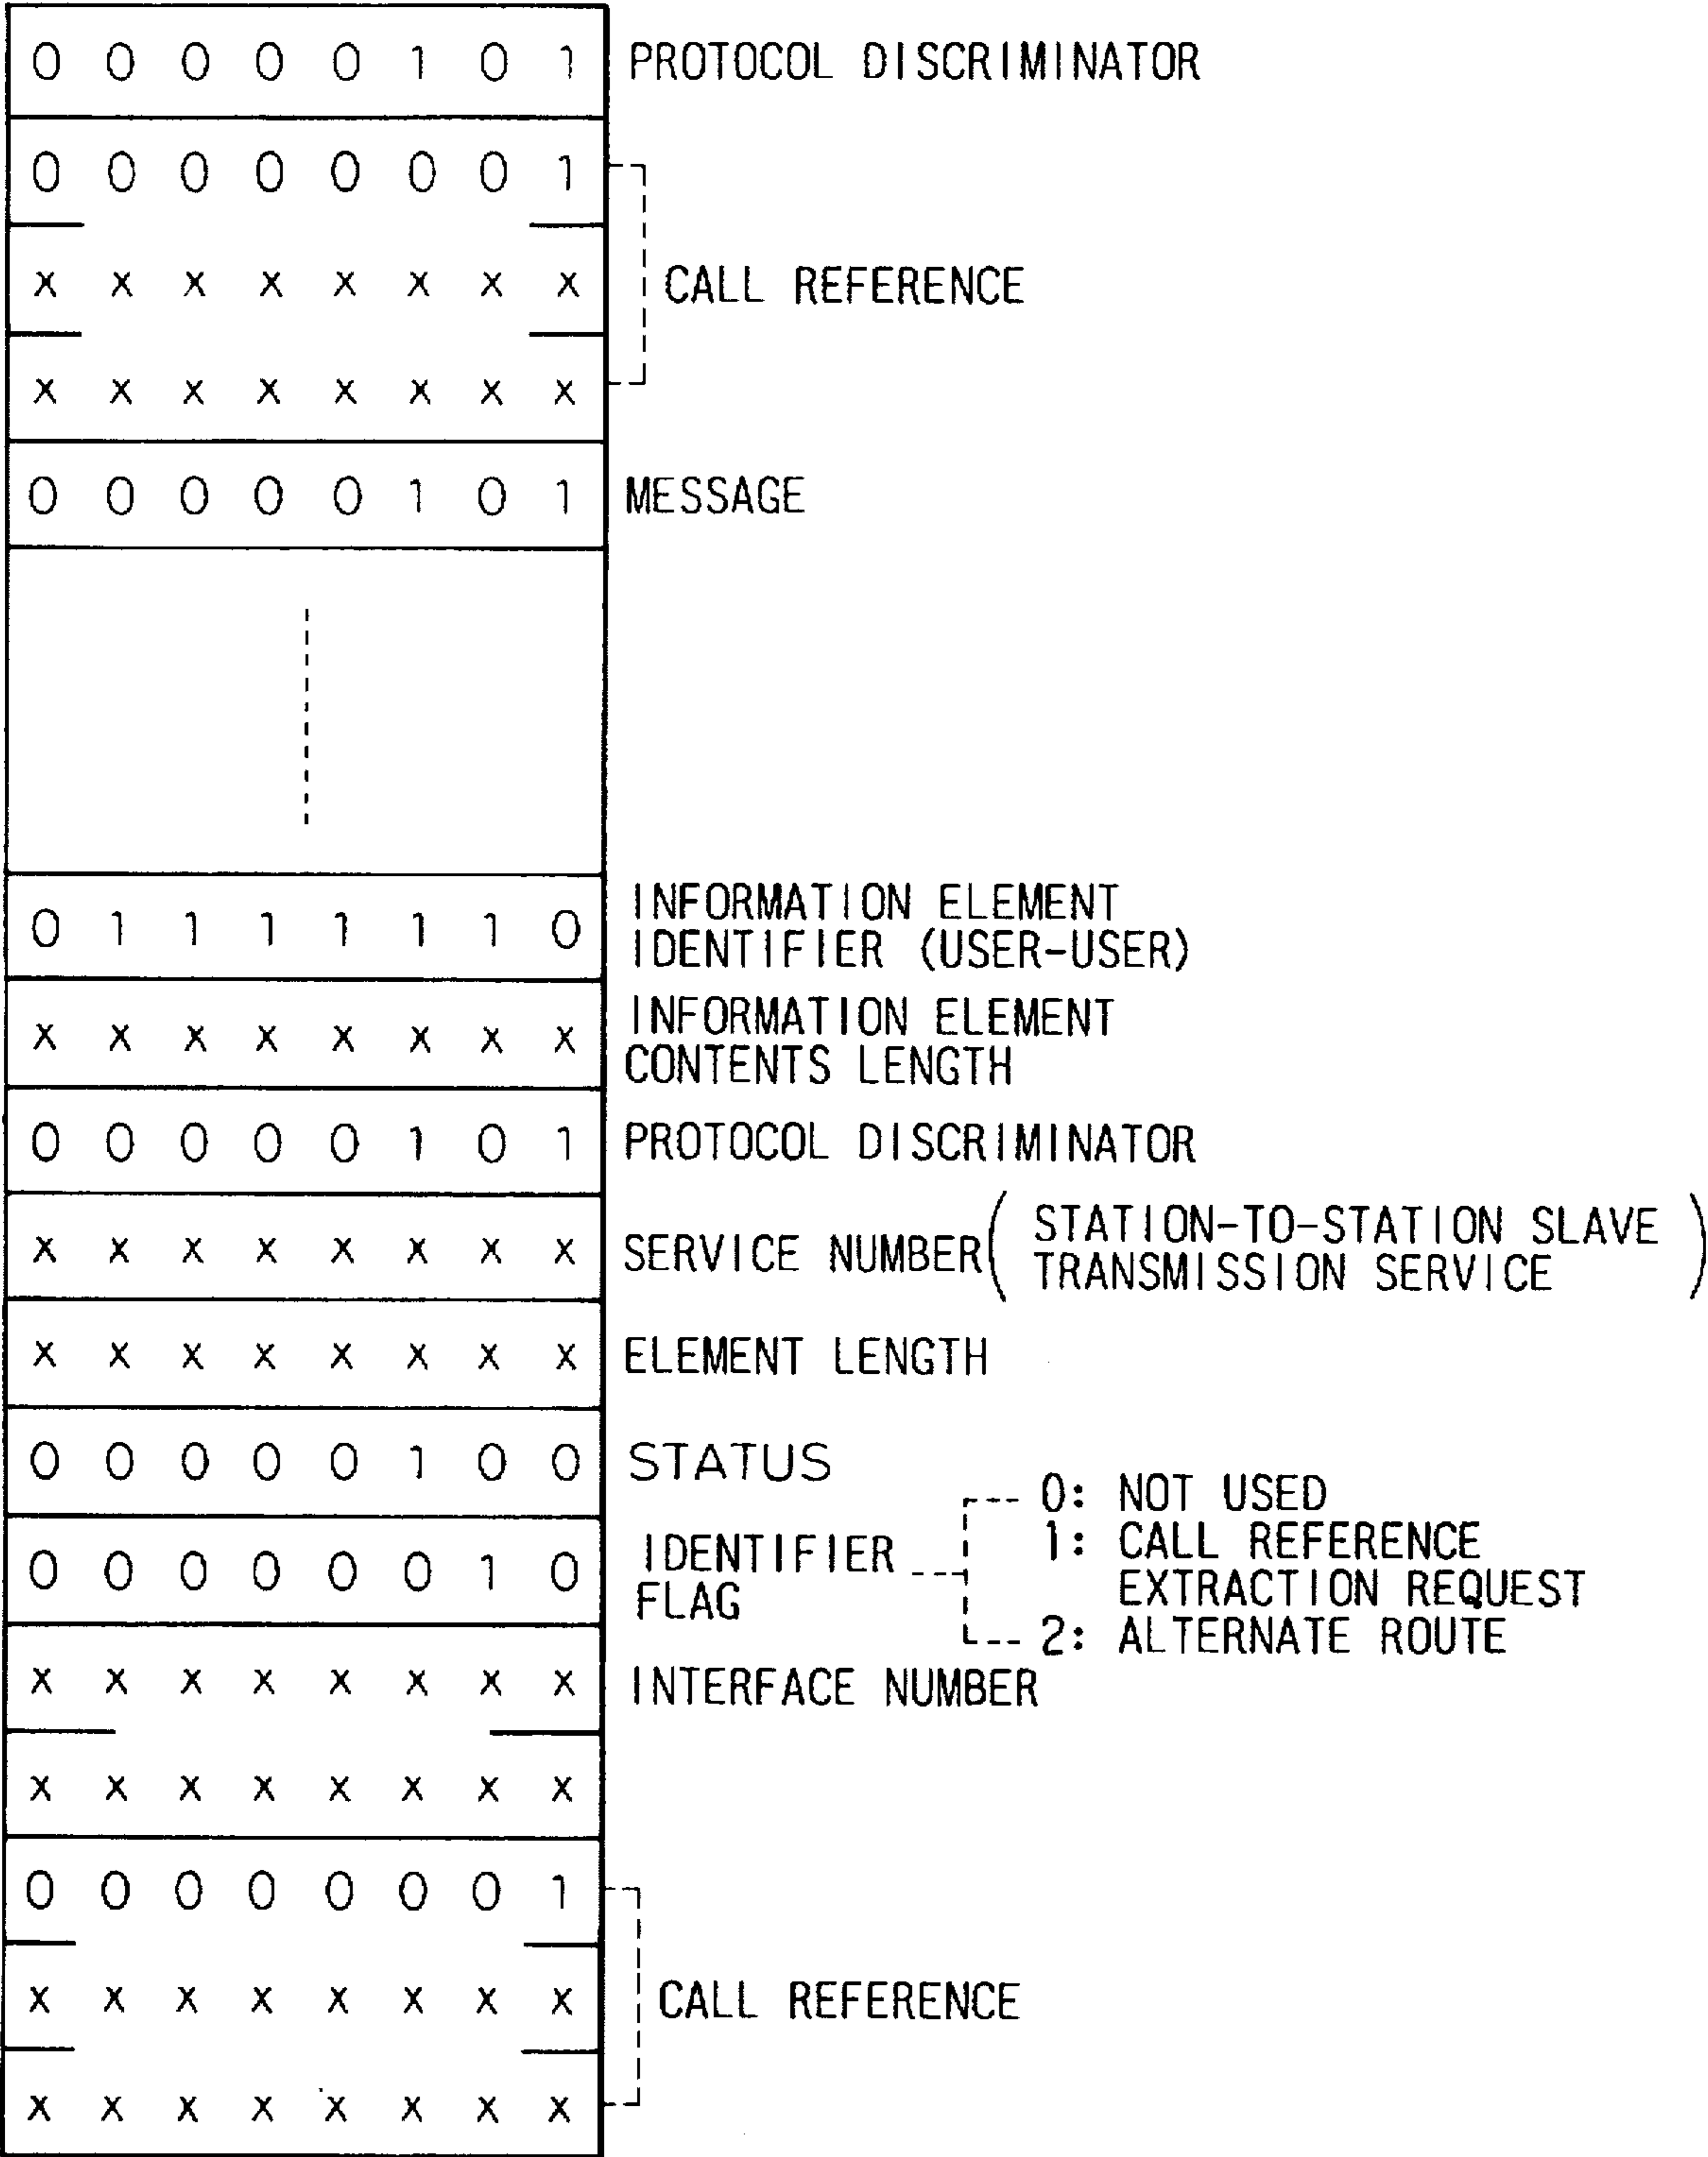 0 0 0 0 0 1 0 1 PROTOCOL DISCRIMINATOR
0 0 0 0 0 0 0 1
x x x x x x x x CALL REFERENCE
x x x x x x x x
0 0 0 0 0 1 0 1 MESSAGE
0 1 1 1 1 1 1 0 INFORMATION ELEMENT
IDENTIFIER (USER-USER)
x x x x x x x x INFORMATION ELEMENT
CONTENTS LENGTH
0 0 0 0 0 1 0 1 PROTOCOL DISCRIMINATOR
x x x x x x x x SERVICE NUMBER ( STATION-TO-STATION SLAVE
TRANSMISSION SERVICE )
x x x x x x x x ELEMENT LENGTH
0 0 0 0 0 1 0 0 STATUS
0 0 0 0 0 0 1 0 IDENTIFIER
FLAG
0: NOT USED
1: CALL REFERENCE
EXTRACTION REQUEST
2: ALTERNATE ROUTE
x x x x x x x x INTERFACE NUMBER
x x x x x x x x
0 0 0 0 0 0 0 1
x x x x x x x x CALL REFERENCE
x x x x x x x x